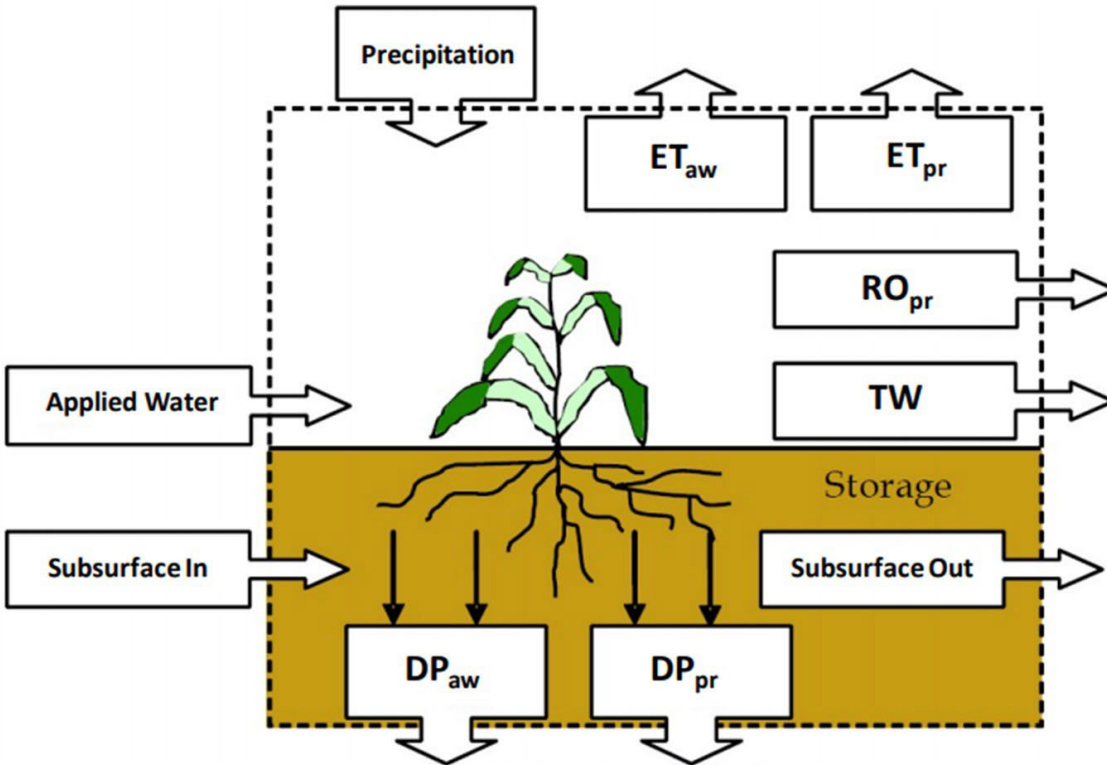 Precipitation
ETaw
ETpr
ROpr
Applied Water
TW
Storage
Subsurface In
Subsurface Out
DPaw
DPpr